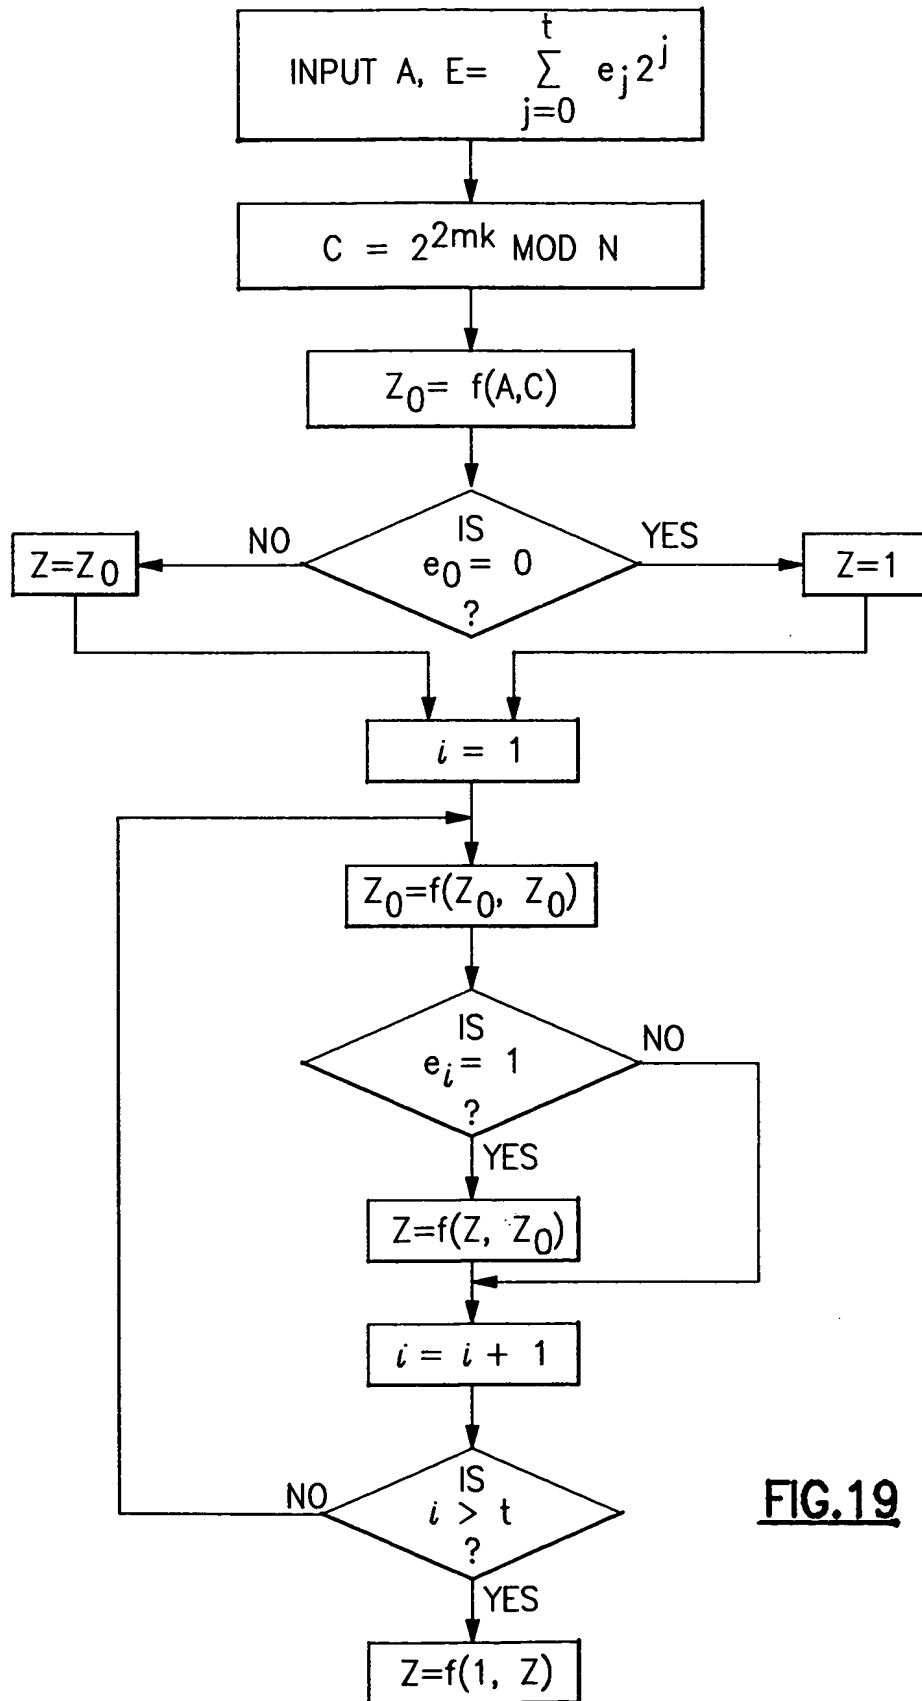 t
INPUT A, E= ∑ e_j 2^j
j=0
C = 2^{2mk} MOD N
Z_0= f(A,C)
IS
NO
YES
Z=Z_0
e_0 = 0
Z=1
?
i = 1
Z_0=f(Z_0, Z_0)
IS
NO
e_i = 1
?
YES
Z=f(Z, Z_0)
i = i + 1
IS
NO
i > t
FIG.19
?
YES
Z=f(1, Z)